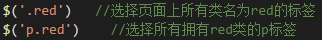 $('.red')   //选择页面上所有类名为red的标签
$('p.red')     //选择所有拥有red类的p标签